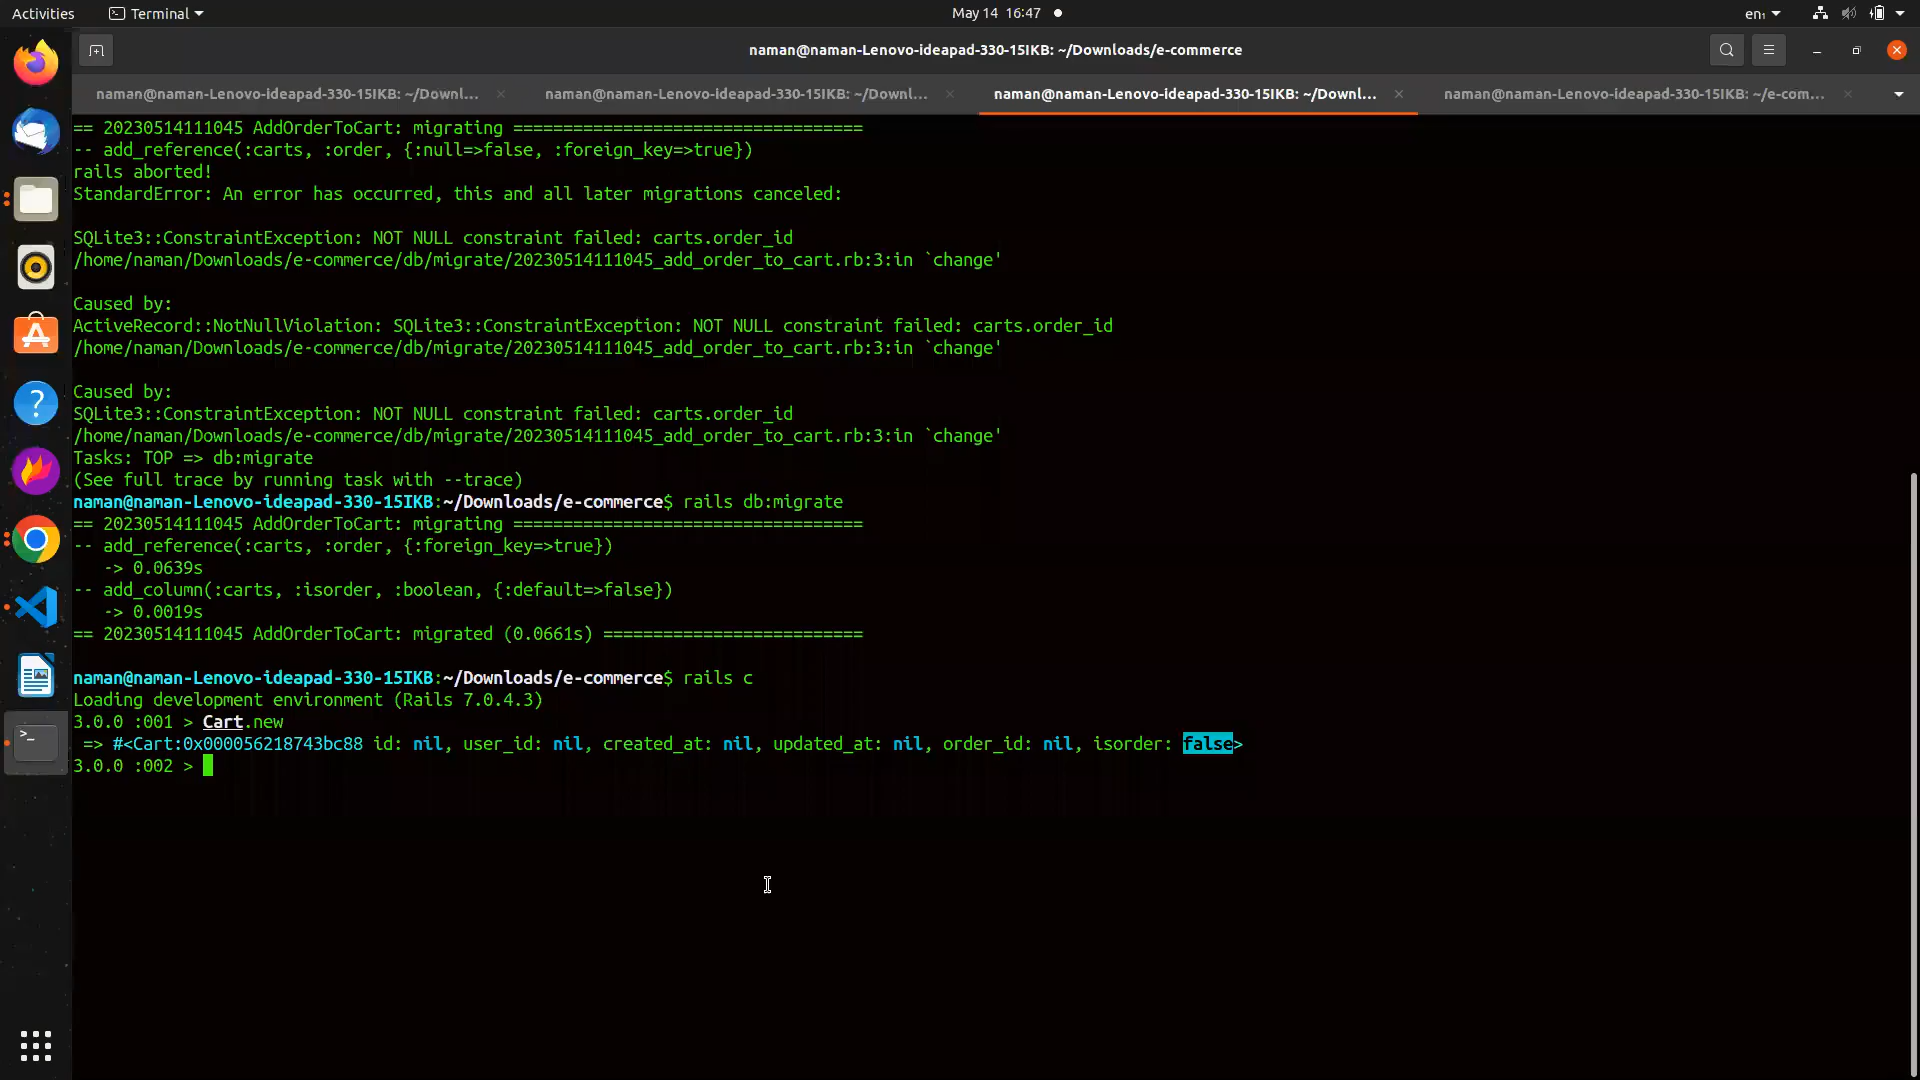 Activities Terminal May 14 16:47 en₁
naman@naman-Lenovo-ideapad-330-15IKB: ~/Downloads/e-commerce
naman@naman-Lenovo-ideapad-330-15IKB: ~/Downl... naman@naman-Lenovo-ideapad-330-15IKB: ~/Downl... naman@naman-Lenovo-ideapad-330-15IKB: ~/Downl... naman@naman-Lenovo-ideapad-330-15IKB: ~/e-com...
== 20230514111045 AddOrderToCart: migrating ===================================
-- add_reference(:carts, :order, {:null=>false, :foreign_key=>true})
rails aborted!
StandardError: An error has occurred, this and all later migrations canceled:
SQLite3::ConstraintException: NOT NULL constraint failed: carts.order_id
/home/naman/Downloads/e-commerce/db/migrate/20230514111045_add_order_to_cart.rb:3:in `change'
Caused by:
ActiveRecord::NotNullViolation: SQLite3::ConstraintException: NOT NULL constraint failed: carts.order_id
/home/naman/Downloads/e-commerce/db/migrate/20230514111045_add_order_to_cart.rb:3:in `change'
Caused by:
SQLite3::ConstraintException: NOT NULL constraint failed: carts.order_id
/home/naman/Downloads/e-commerce/db/migrate/20230514111045_add_order_to_cart.rb:3:in `change'
Tasks: TOP => db:migrate
(See full trace by running task with --trace)
naman@naman-Lenovo-ideapad-330-15IKB:~/Downloads/e-commerce$ rails db:migrate
== 20230514111045 AddOrderToCart: migrating ===================================
-- add_reference(:carts, :order, {:foreign_key=>true})
-> 0.0639s
-- add_column(:carts, :isorder, :boolean, {:default=>false})
-> 0.0019s
== 20230514111045 AddOrderToCart: migrated (0.0661s) ==========================
naman@naman-Lenovo-ideapad-330-15IKB:~/Downloads/e-commerce$ rails c
Loading development environment (Rails 7.0.4.3)
3.0.0 :001 > Cart.new
=> #<Cart:0x000056218743bc88 id: nil, user_id: nil, created_at: nil, updated_at: nil, order_id: nil, isorder: false>
3.0.0 :002 >